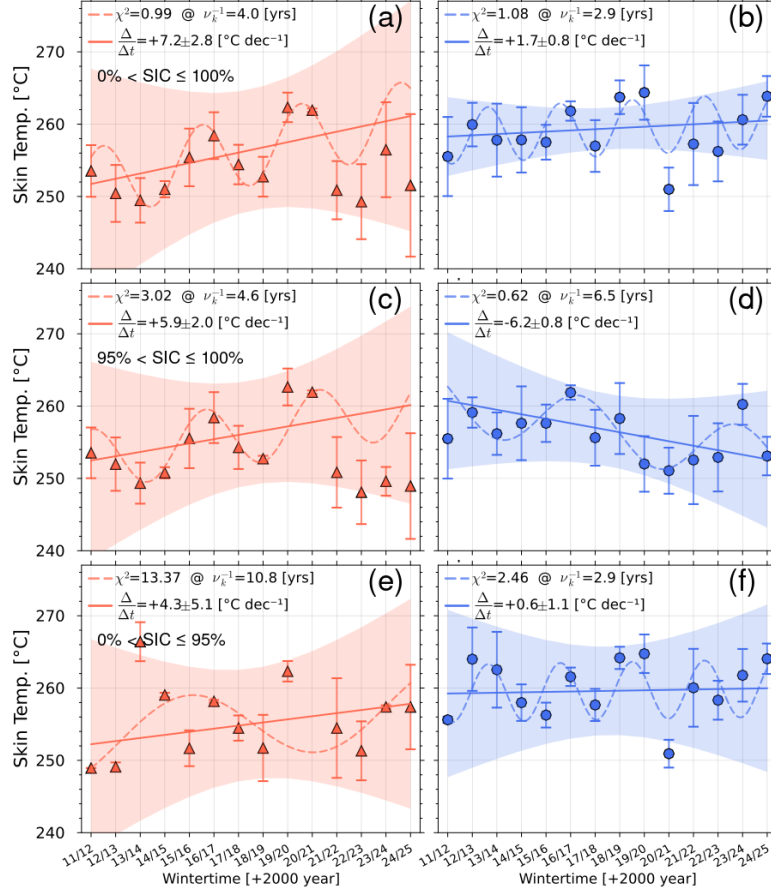 χ²=0.99 @ ν_k⁻¹=4.0 [yrs]
(a)
Δ/Δt=+7.2±2.8 [°C dec⁻¹]
0% < SIC ≤ 100%
χ²=1.08 @ ν_k⁻¹=2.9 [yrs]
(b)
Δ/Δt=+1.7±0.8 [°C dec⁻¹]
Skin Temp. [°C]
270
260
250
240
χ²=3.02 @ ν_k⁻¹=4.6 [yrs]
(c)
Δ/Δt=+5.9±2.0 [°C dec⁻¹]
95% < SIC ≤ 100%
χ²=0.62 @ ν_k⁻¹=6.5 [yrs]
(d)
Δ/Δt=-6.2±0.8 [°C dec⁻¹]
Skin Temp. [°C]
270
260
250
240
χ²=13.37 @ ν_k⁻¹=10.8 [yrs]
(e)
Δ/Δt=+4.3±5.1 [°C dec⁻¹]
0% < SIC ≤ 95%
χ²=2.46 @ ν_k⁻¹=2.9 [yrs]
(f)
Δ/Δt=+0.6±1.1 [°C dec⁻¹]
Skin Temp. [°C]
270
260
250
240
11/12 12/13 13/14 14/15 15/16 16/17 17/18 18/19 19/20 20/21 21/22 22/23 23/24 24/25
11/12 12/13 13/14 14/15 15/16 16/17 17/18 18/19 19/20 20/21 21/22 22/23 23/24 24/25
Wintertime [+2000 year]
Wintertime [+2000 year]